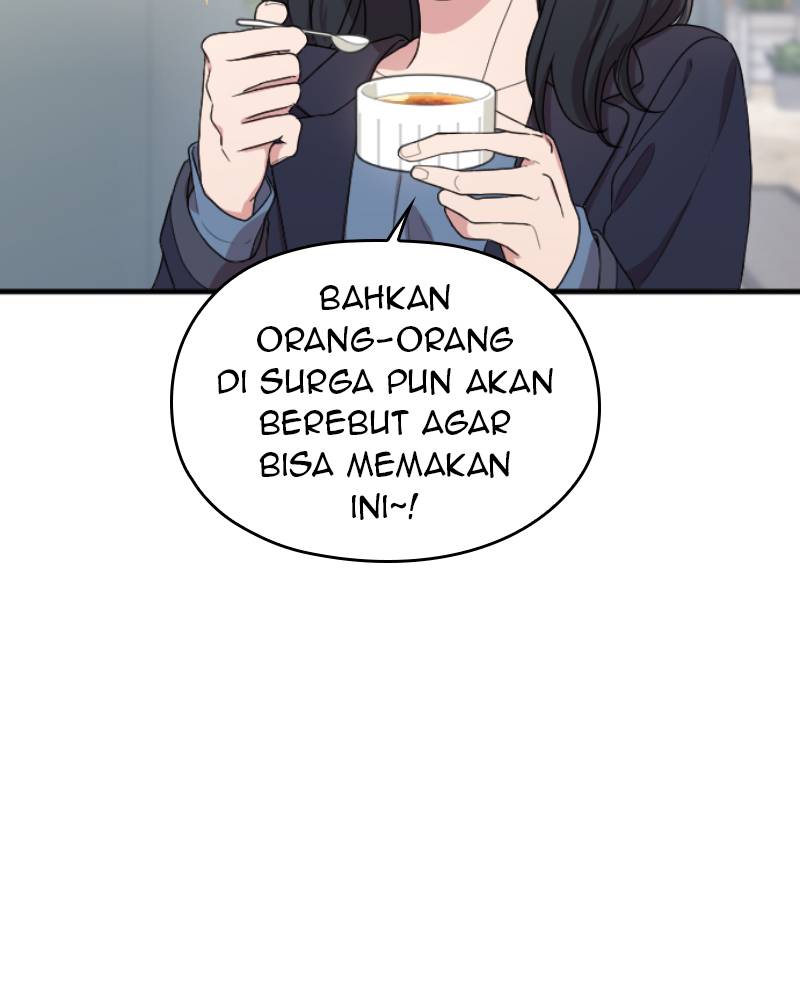 BAHKAN
ORANG-ORANG
DI SURGA PUN AKAN
BEREBUT AGAR
BISA MEMAKAN
INI~!